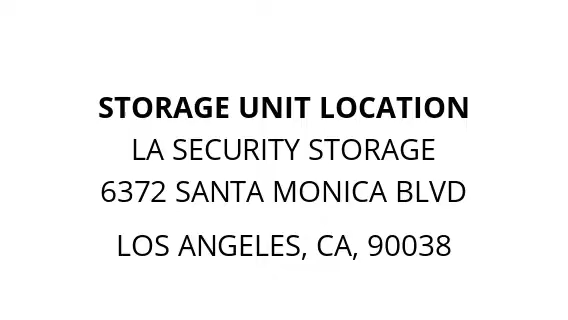 STORAGE UNIT LOCATION
LA SECURITY STORAGE
6372 SANTA MONICA BLVD
LOS ANGELES, CA, 90038